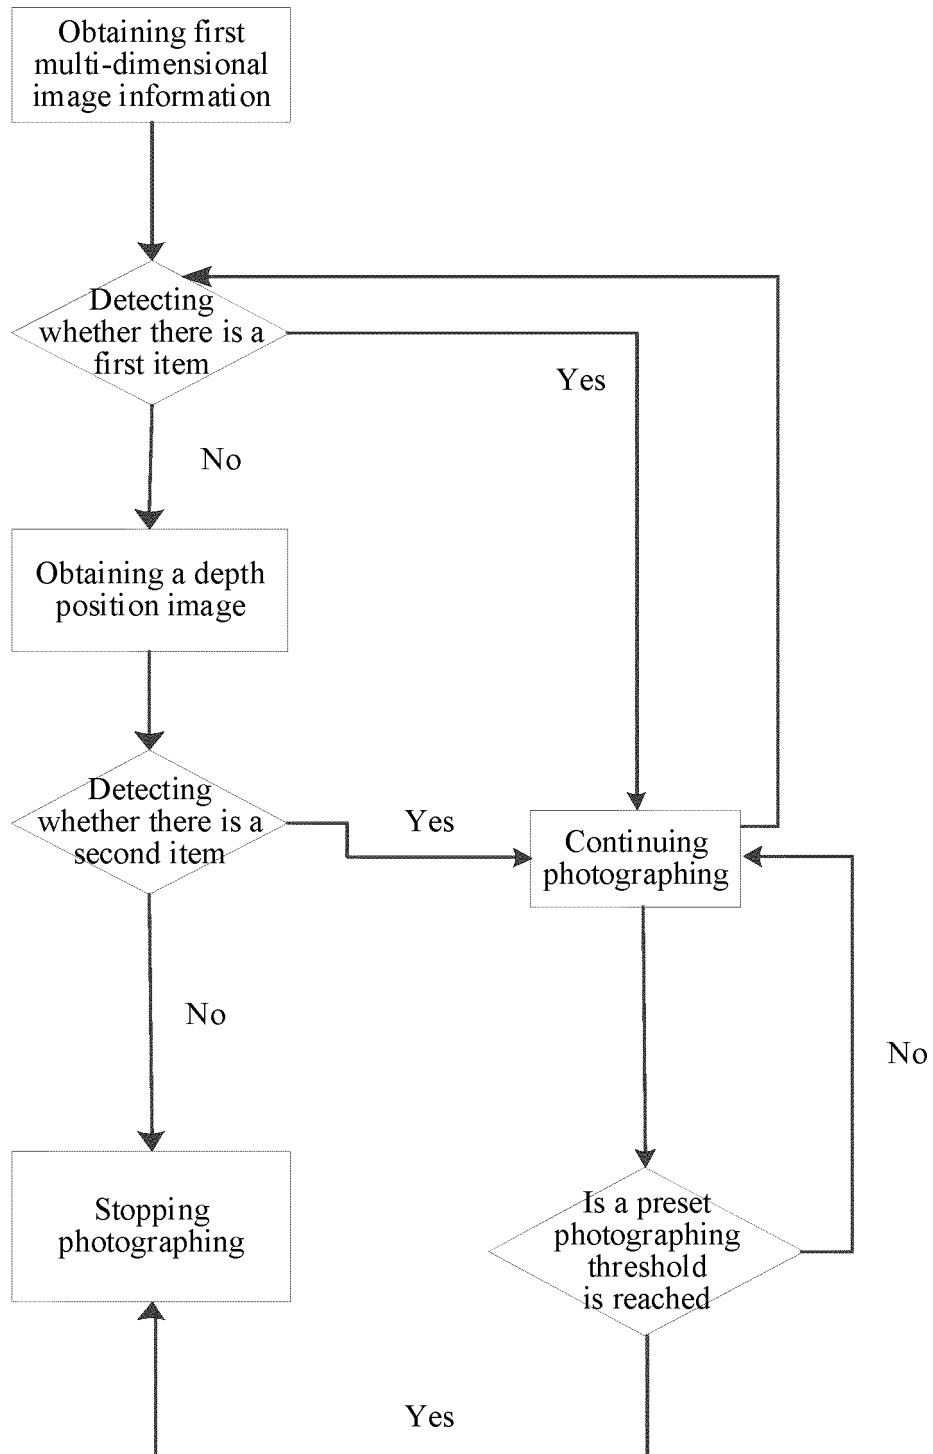 Obtaining first
multi-dimensional
image information
Detecting
whether there is a
first item
Yes
No
Obtaining a depth
position image
Detecting
whether there is a
second item
Yes
Continuing
photographing
No
No
Stopping
photographing
Is a preset
photographing
threshold
is reached
Yes